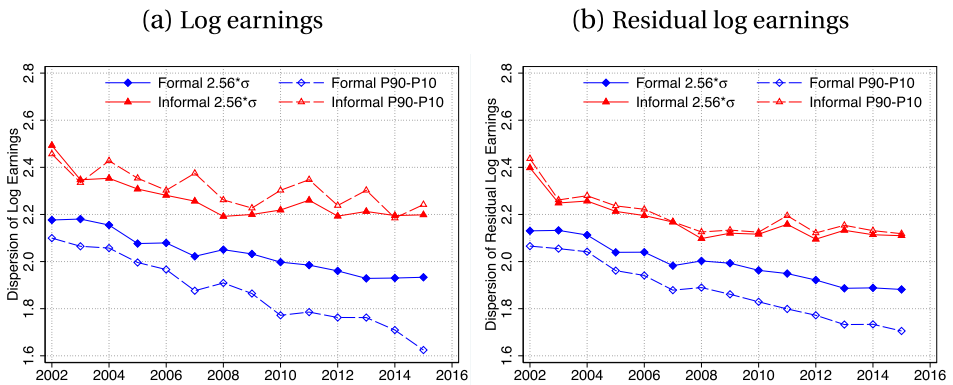 (a) Log earnings
Dispersion of Log Earnings
2.8
2.6
2.4
2.2
2.0
1.8
1.6
Formal 2.56*σ
Formal P90-P10
Informal 2.56*σ
Informal P90-P10
2002 2004 2006 2008 2010 2012 2014 2016
(b) Residual log earnings
Dispersion of Residual Log Earnings
2.8
2.6
2.4
2.2
2.0
1.8
1.6
Formal 2.56*σ
Formal P90-P10
Informal 2.56*σ
Informal P90-P10
2002 2004 2006 2008 2010 2012 2014 2016